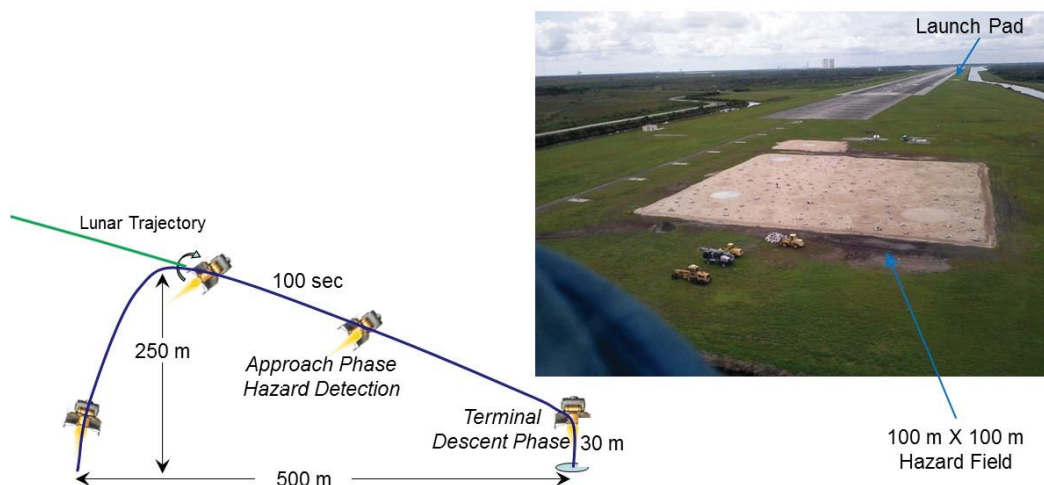 Launch Pad
Lunar Trajectory
100 sec
250 m
Approach Phase
Hazard Detection
Terminal
Descent Phase
30 m
500 m
100 m X 100 m
Hazard Field